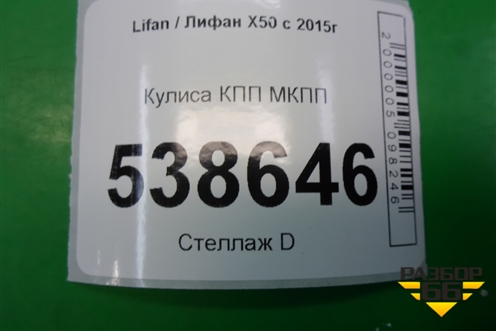 Lifan / Лифан X50 с 2015г
Кулиса КПП МКПП
538646
Стеллаж D
2000005098246
РАЗБОР
66